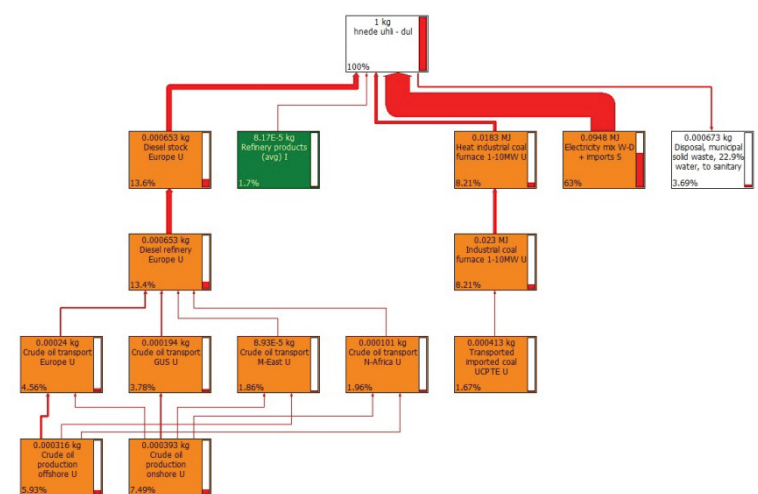 1 kg
hnede uhli - dul
100%
0.000653 kg
Diesel stock
Europe U
13.6%
8.17E-5 kg
Refinery products
(avg) I
1.7%
0.0183 MJ
Heat industrial coal
furnace 1-10MW U
8.21%
0.0948 MJ
Electricity mix W-D
+ imports S
63%
0.000673 kg
Disposal, municipal
solid waste, 22.9%
water, to sanitary
3.69%
0.000653 kg
Diesel refinery
Europe U
13.4%
0.023 MJ
Industrial coal
furnace 1-10MW U
8.21%
0.00024 kg
Crude oil transport
Europe U
4.56%
0.000194 kg
Crude oil transport
GUS U
3.78%
8.93E-5 kg
Crude oil transport
M-East U
1.86%
0.000101 kg
Crude oil transport
N-Africa U
1.96%
0.000413 kg
Transported
imported coal
UCPTE U
1.67%
0.000316 kg
Crude oil
production
offshore U
5.93%
0.000393 kg
Crude oil
production
onshore U
7.49%